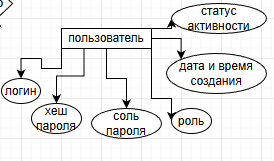 статус
активности
пользователь
дата и время
создания
логин
хеш
пароля
соль
пароля
роль